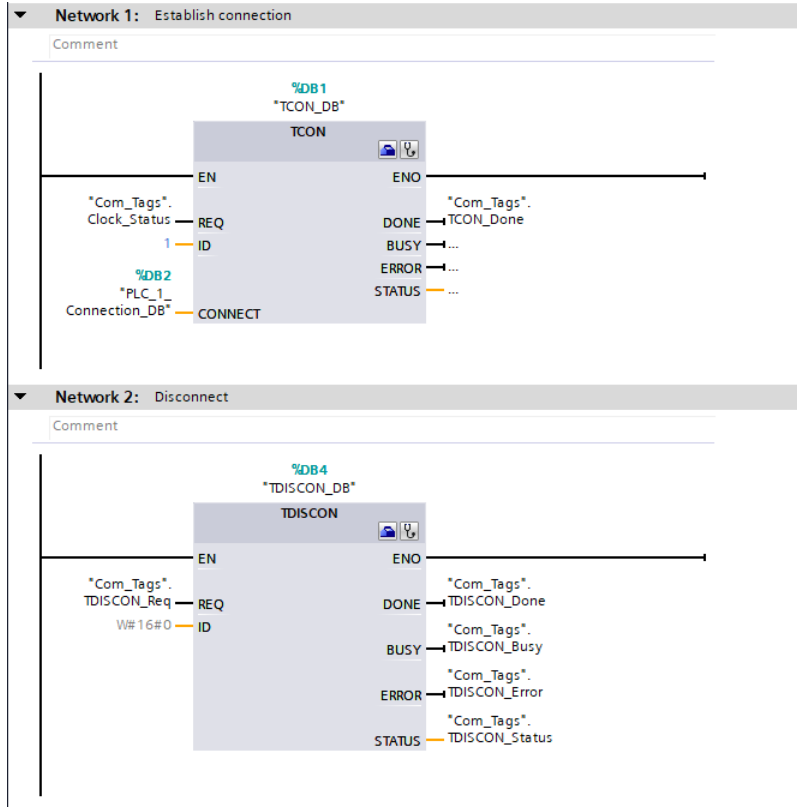 Network 1: Establish connection
Comment
%DB1
"TCON_DB"
TCON
EN
ENO
"Com_Tags".
Clock_Status
REQ
"Com_Tags".
DONE
TCON_Done
1
ID
BUSY
...
ERROR
...
%DB2
"PLC_1_
Connection_DB"
CONNECT
STATUS
...
Network 2: Disconnect
Comment
%DB4
"TDISCON_DB"
TDISCON
EN
ENO
"Com_Tags".
TDISCON_Req
REQ
"Com_Tags".
DONE
TDISCON_Done
W#16#0
ID
"Com_Tags".
BUSY
TDISCON_Busy
"Com_Tags".
ERROR
TDISCON_Error
"Com_Tags".
STATUS
TDISCON_Status